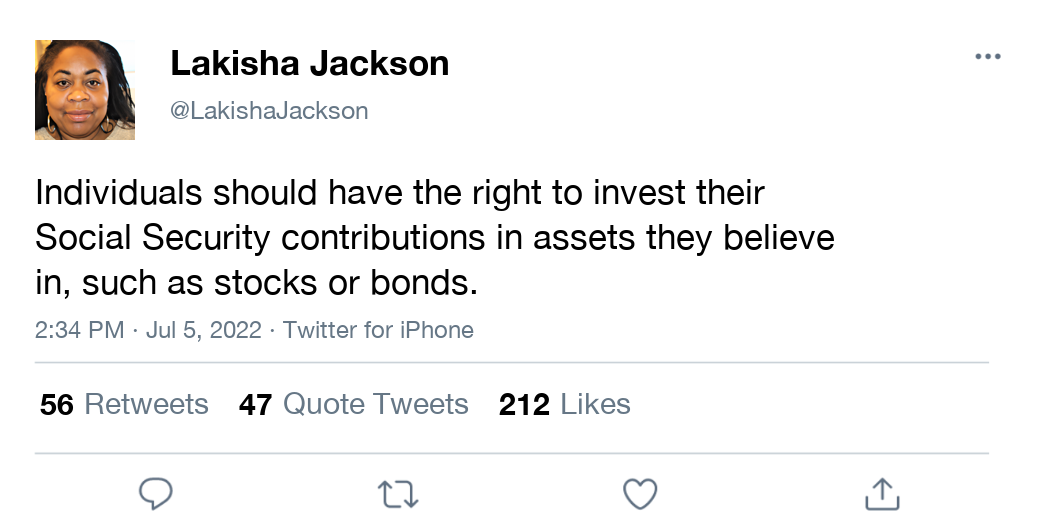 Lakisha Jackson
@LakishaJackson
Individuals should have the right to invest their
Social Security contributions in assets they believe
in, such as stocks or bonds.
2:34 PM · Jul 5, 2022 · Twitter for iPhone
56 Retweets 47 Quote Tweets 212 Likes